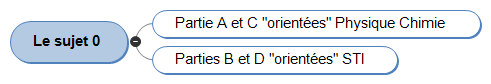 Le sujet 0
Partie A et C "orientées" Physique Chimie
Parties B et D "orientées" STI